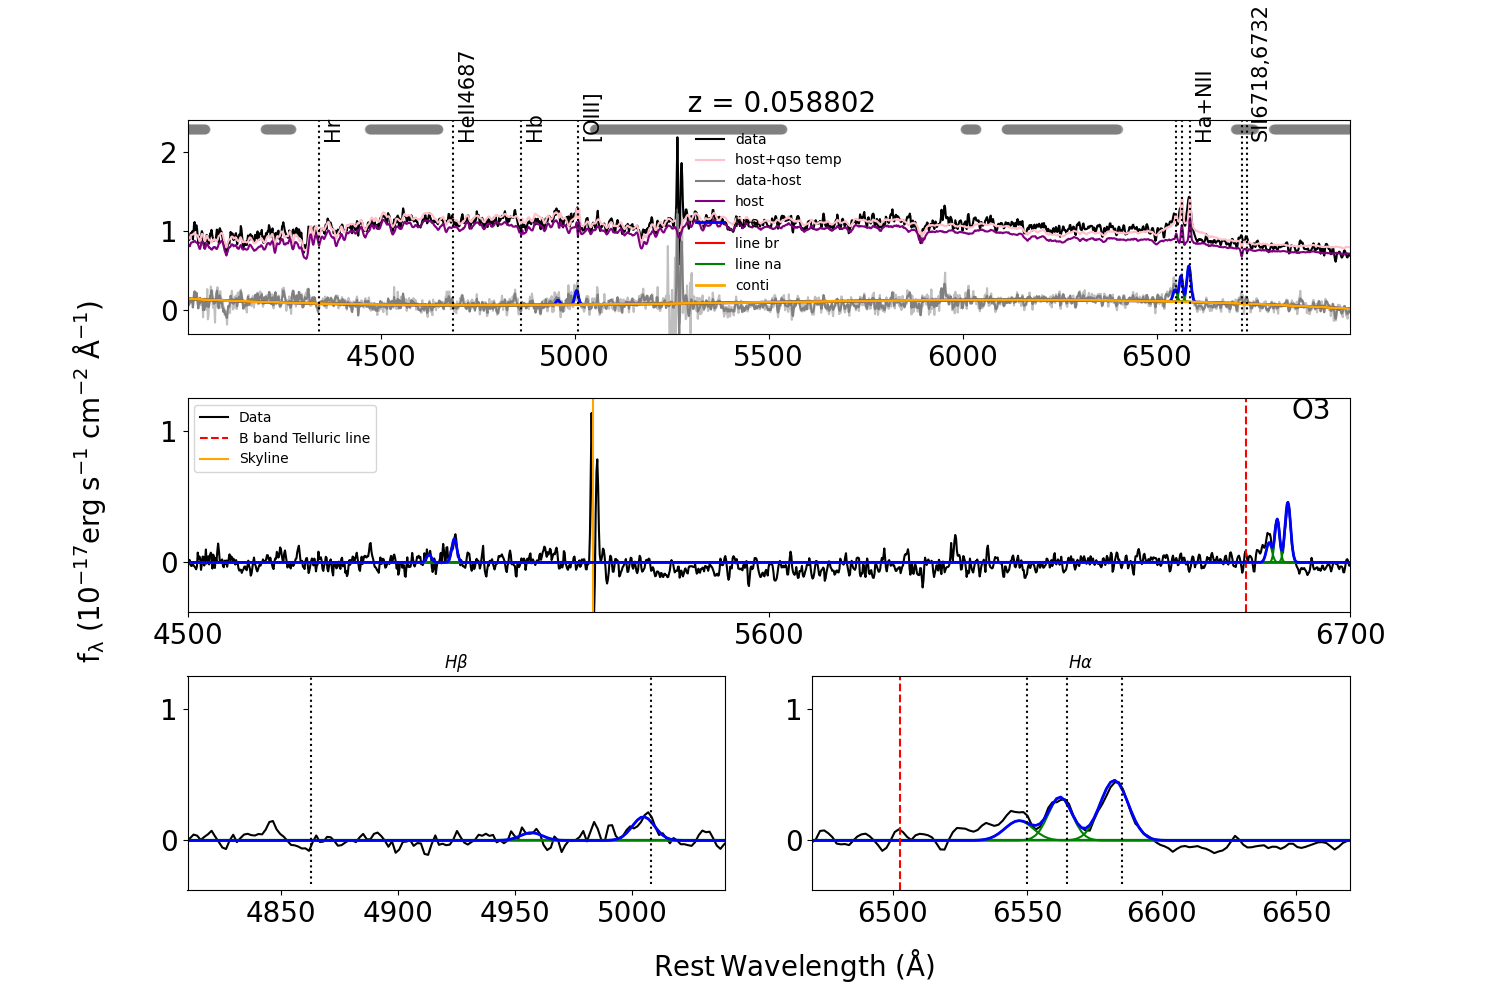 z = 0.058802
Hr
HeII4687
Hb
[OIII]
Ha+NII
SII6718,6732
data
host+qso temp
data-host
host
line br
line na
conti
2
1
0
4500
5000
5500
6000
6500
fλ (10⁻¹⁷erg s⁻¹ cm⁻² Å⁻¹)
Data
B band Telluric line
Skyline
O3
1
0
4500
5600
6700
Hβ
1
0
4850
4900
4950
5000
Hα
1
0
6500
6550
6600
6650
Rest Wavelength (Å)